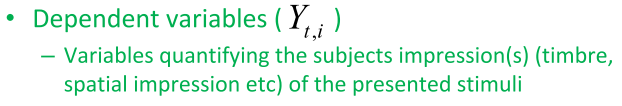 • Dependent variables ( Y_{t,i} )
– Variables quantifying the subjects impression(s) (timbre,
spatial impression etc) of the presented stimuli